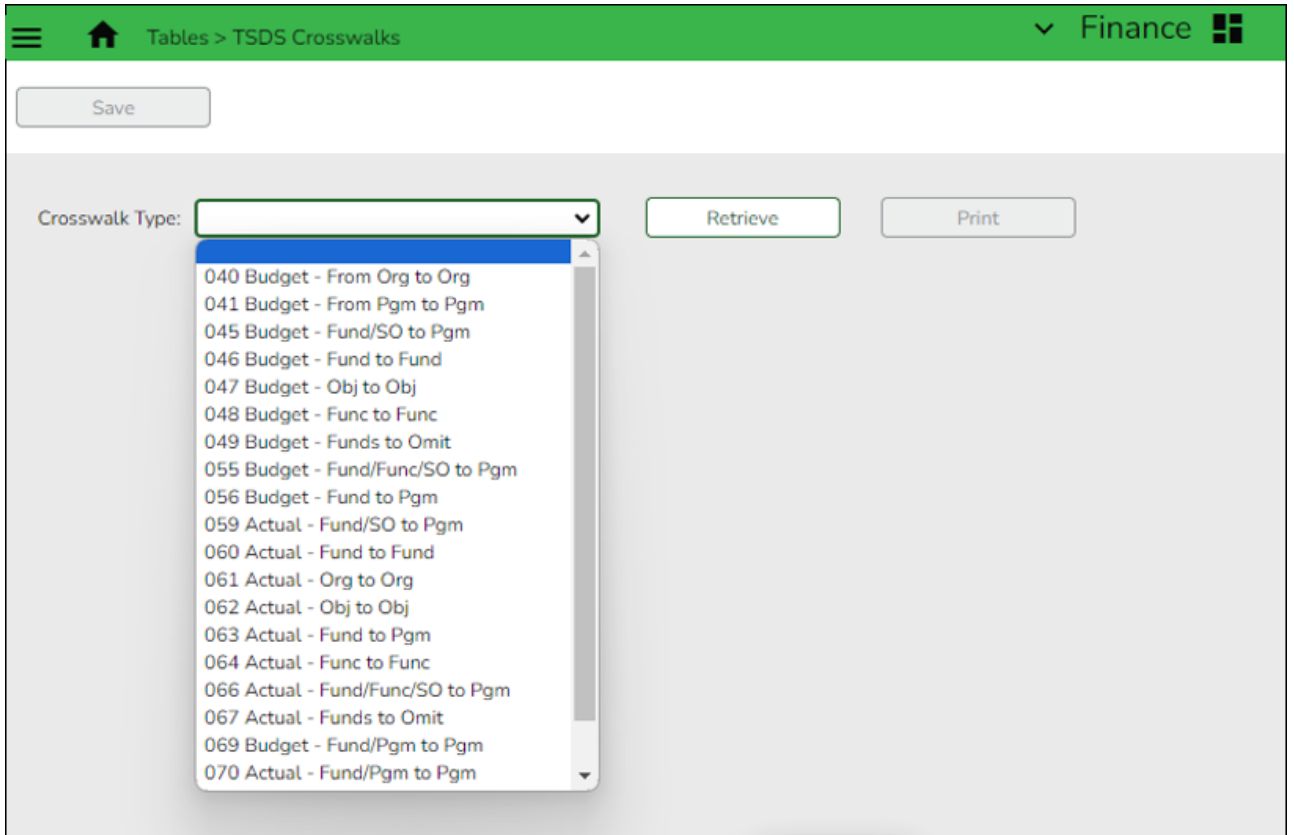 Tables > TSDS Crosswalks
Finance
Save
Crosswalk Type:
Retrieve
Print
040 Budget - From Org to Org
041 Budget - From Pgm to Pgm
045 Budget - Fund/SO to Pgm
046 Budget - Fund to Fund
047 Budget - Obj to Obj
048 Budget - Func to Func
049 Budget - Funds to Omit
055 Budget - Fund/Func/SO to Pgm
056 Budget - Fund to Pgm
059 Actual - Fund/SO to Pgm
060 Actual - Fund to Fund
061 Actual - Org to Org
062 Actual - Obj to Obj
063 Actual - Fund to Pgm
064 Actual - Func to Func
066 Actual - Fund/Func/SO to Pgm
067 Actual - Funds to Omit
069 Budget - Fund/Pgm to Pgm
070 Actual - Fund/Pgm to Pgm